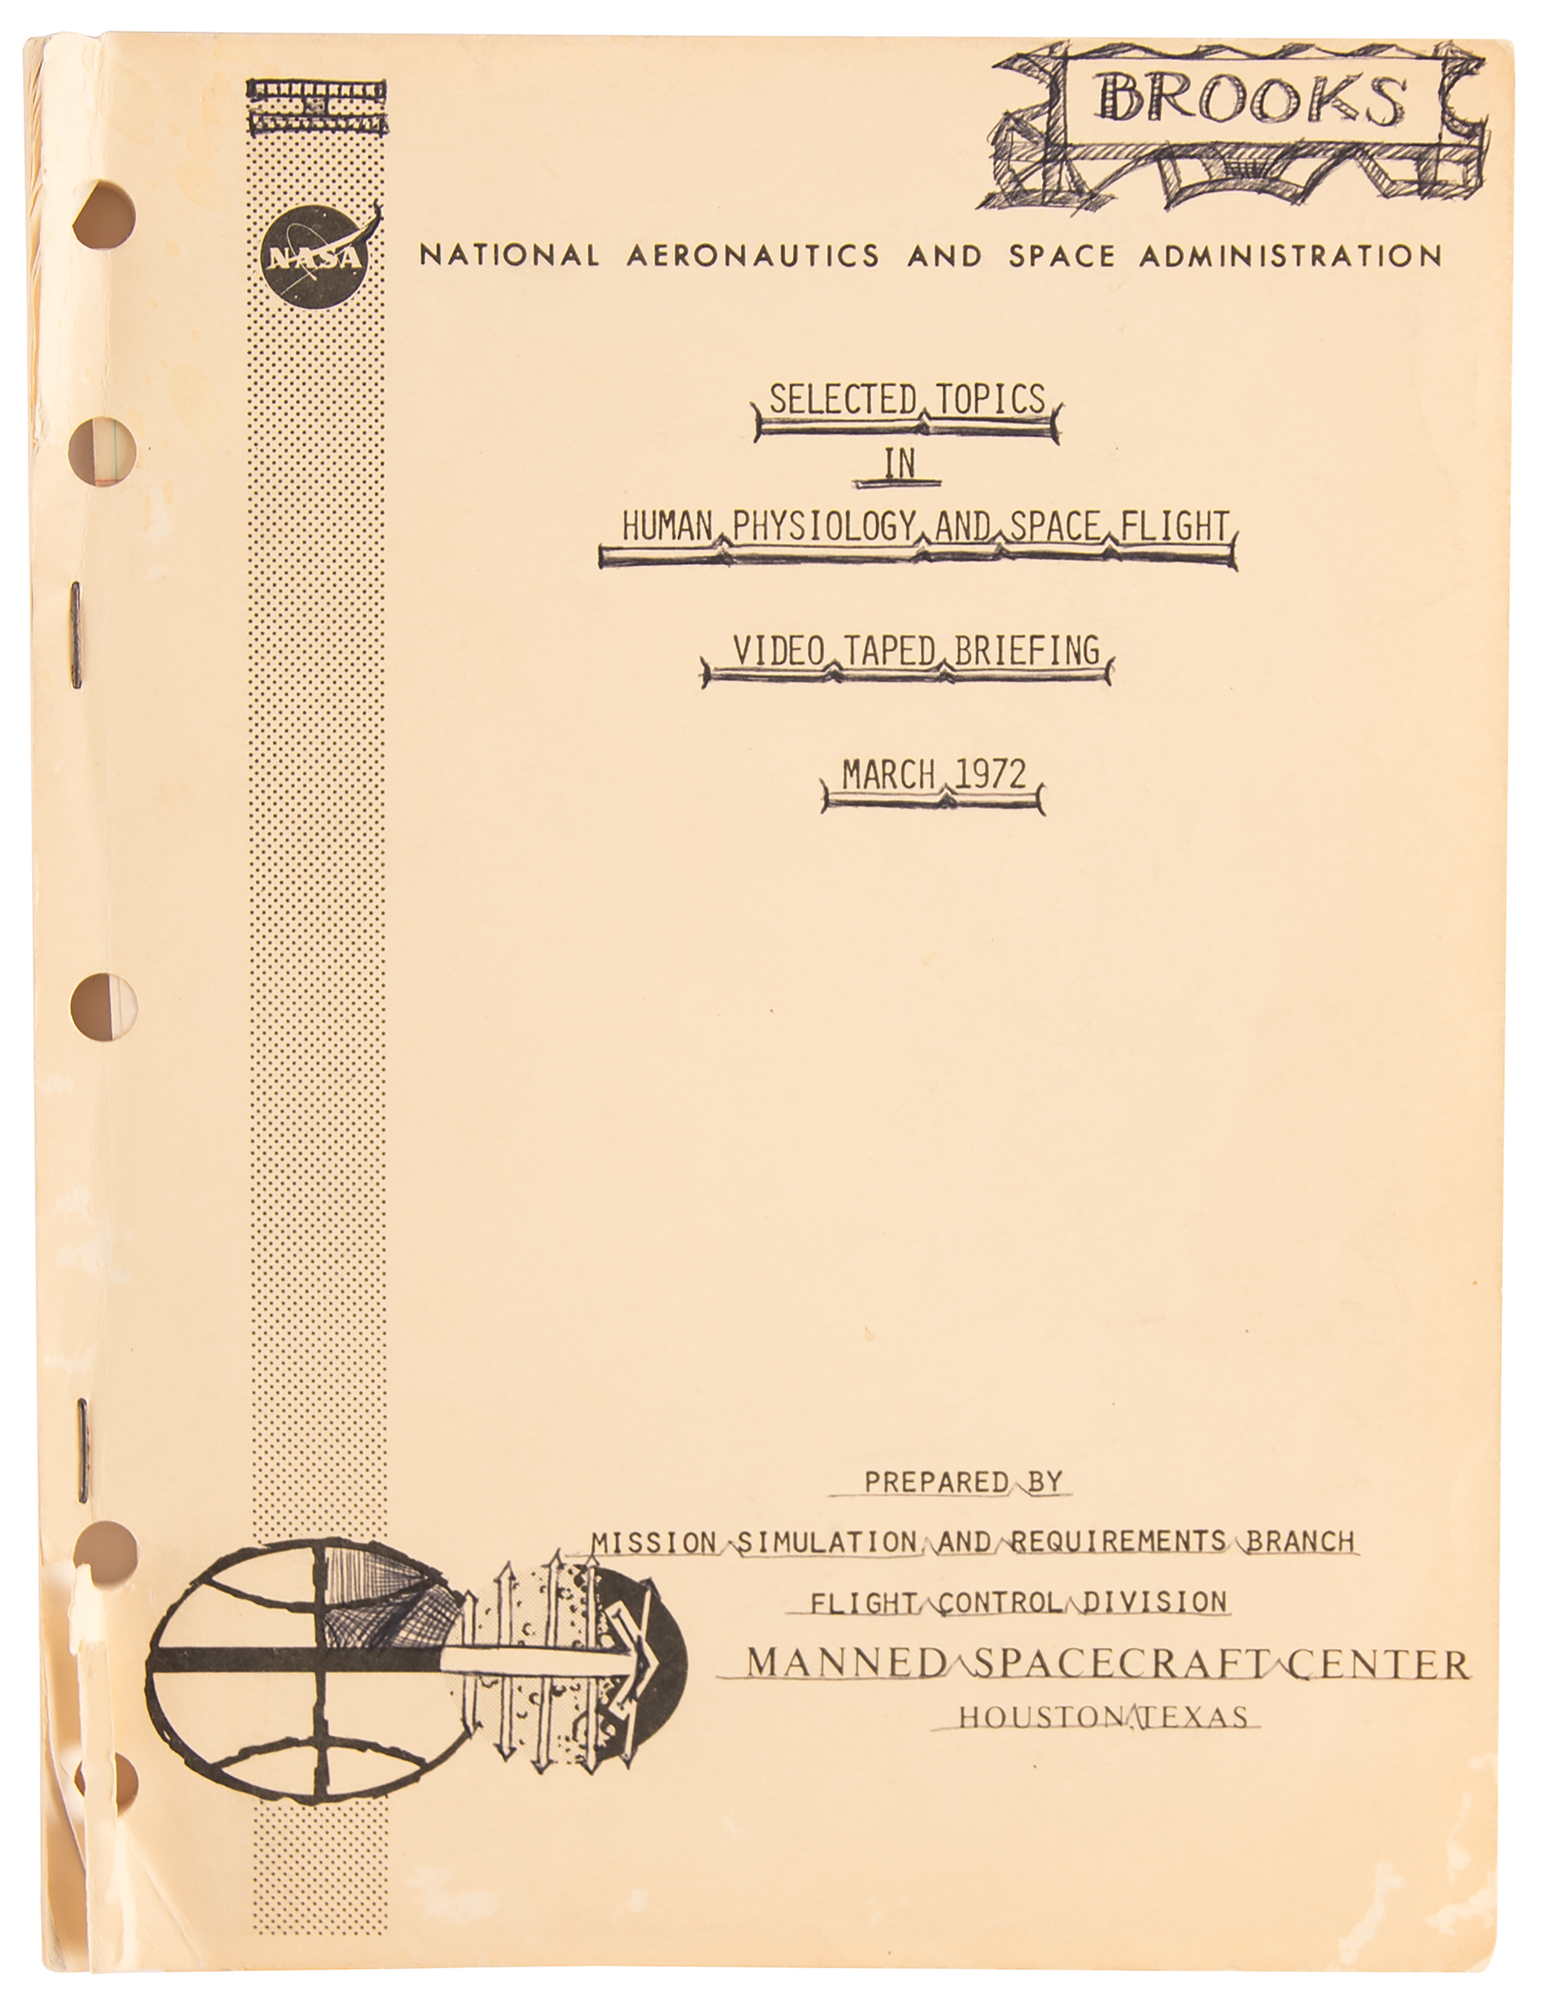 BROOKS
NASA
NATIONAL AERONAUTICS AND SPACE ADMINISTRATION
SELECTED TOPICS
IN
HUMAN PHYSIOLOGY AND SPACE FLIGHT
VIDEO TAPED BRIEFING
MARCH 1972
PREPARED BY
MISSION SIMULATION AND REQUIREMENTS BRANCH
FLIGHT CONTROL DIVISION
MANNED SPACECRAFT CENTER
HOUSTON, TEXAS